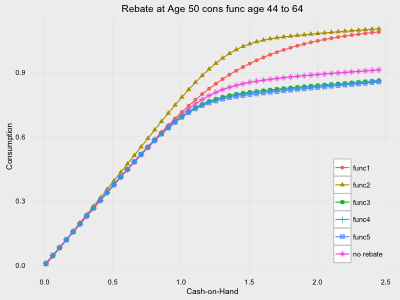 Rebate at Age 50 cons func age 44 to 64
Consumption
0.9
0.6
0.3
0.0
0.0 0.5 1.0 1.5 2.0 2.5
Cash-on-Hand
func1
func2
func3
func4
func5
no rebate